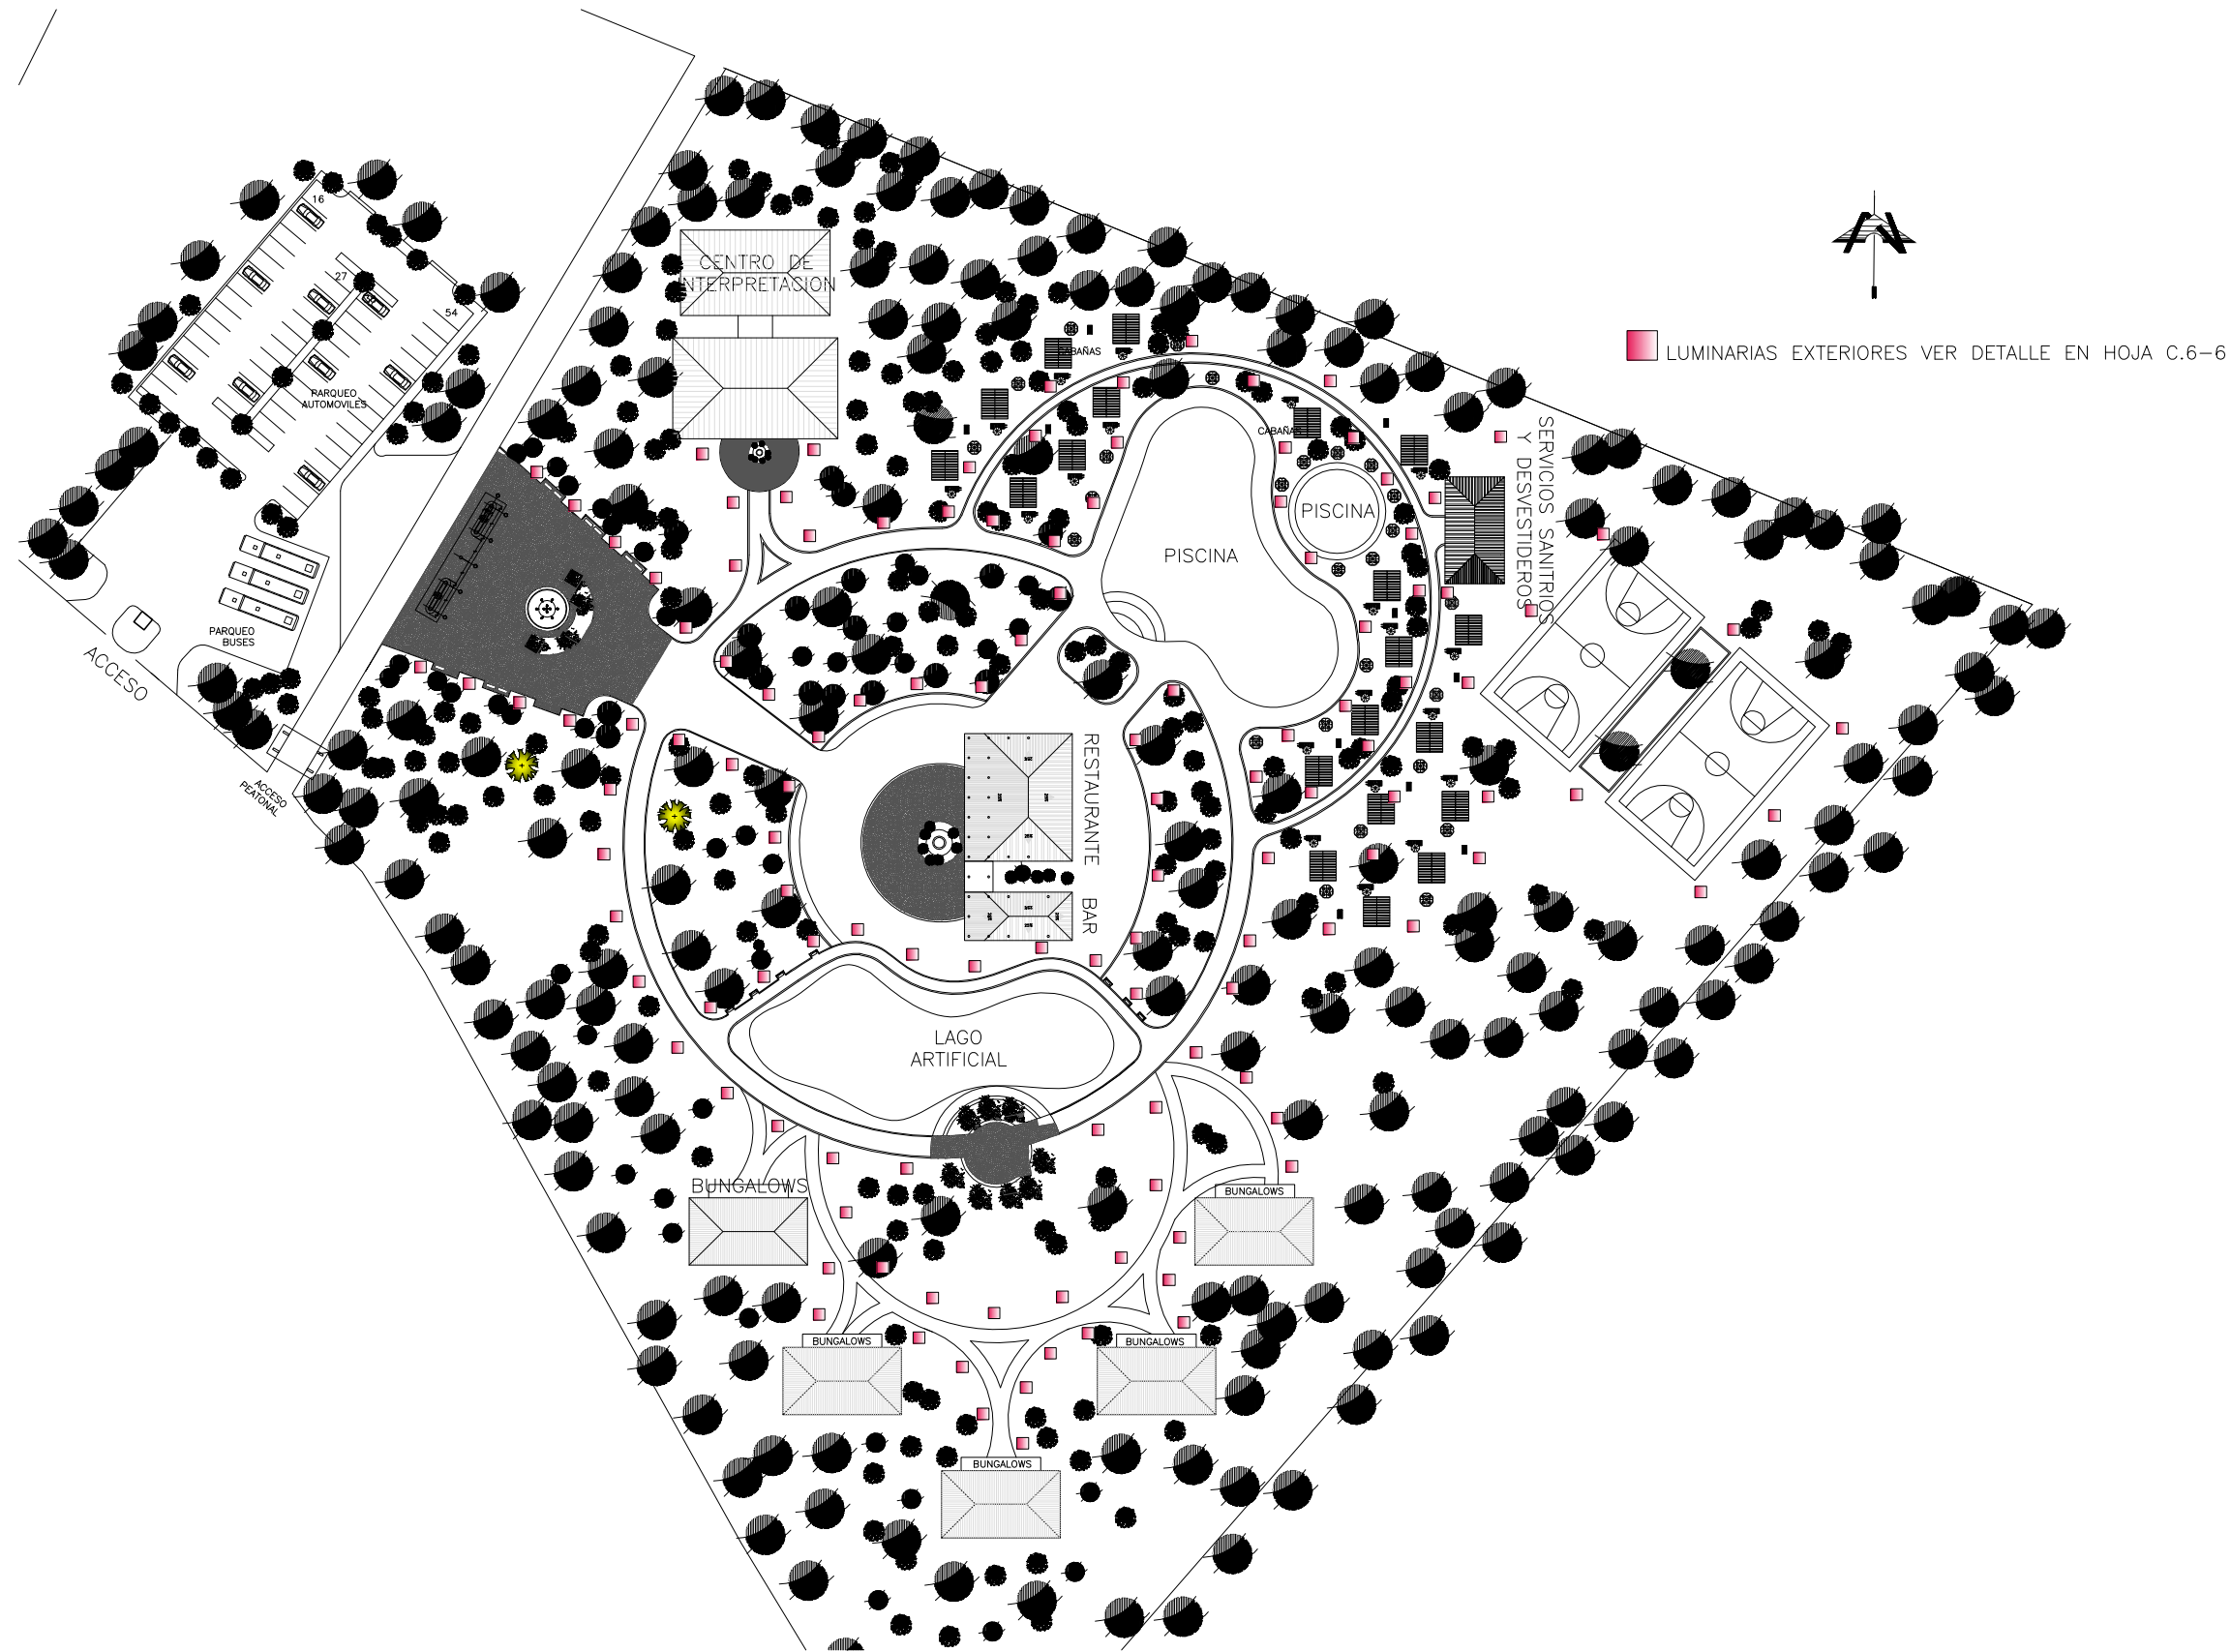 16
27
54
PARQUEO
AUTOMOVILES
PARQUEO
BUSES
ACCESO
ACCESO
PEATONAL
CENTRO DE
INTERPRETACION
CABAÑAS
CABAÑAS
PISCINA
PISCINA
LUMINARIAS EXTERIORES VER DETALLE EN HOJA C.6-6
SERVICIOS SANITRIOS
Y DESVESTIDEROS
RESTAURANTE
BAR
LAGO
ARTIFICIAL
BUNGALOWS
BUNGALOWS
BUNGALOWS
BUNGALOWS
BUNGALOWS